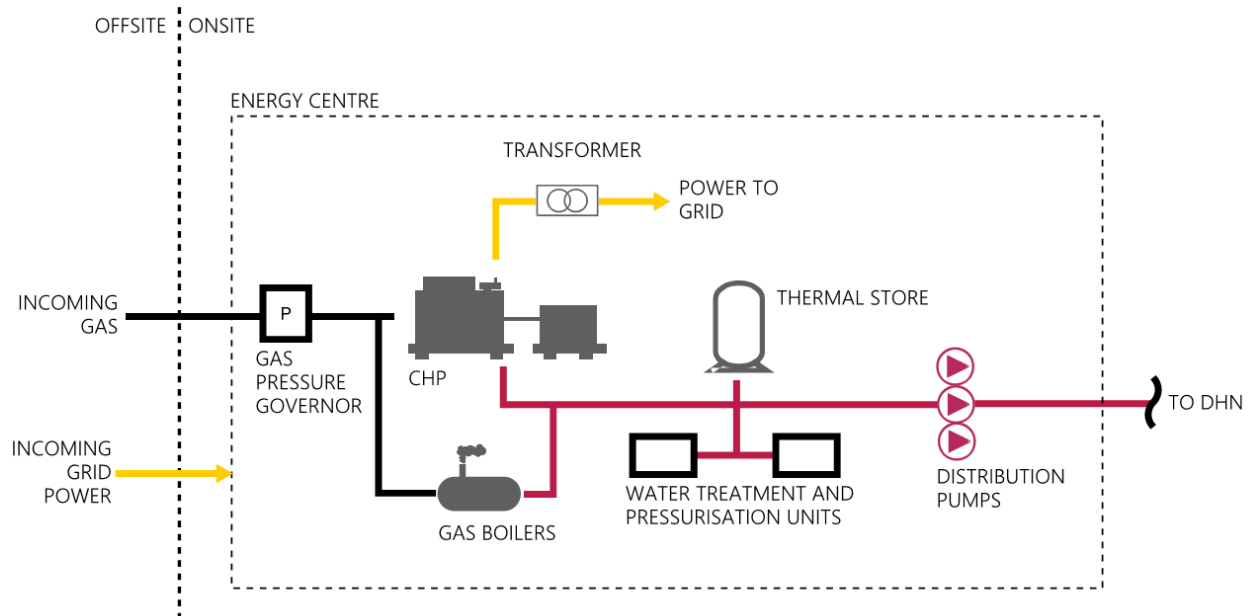 OFFSITE
ONSITE
ENERGY CENTRE
TRANSFORMER
POWER TO
GRID
INCOMING
GAS
P
GAS
PRESSURE
GOVERNOR
CHP
THERMAL STORE
TO DHN
INCOMING
GRID
POWER
GAS BOILERS
WATER TREATMENT AND
PRESSURISATION UNITS
DISTRIBUTION
PUMPS